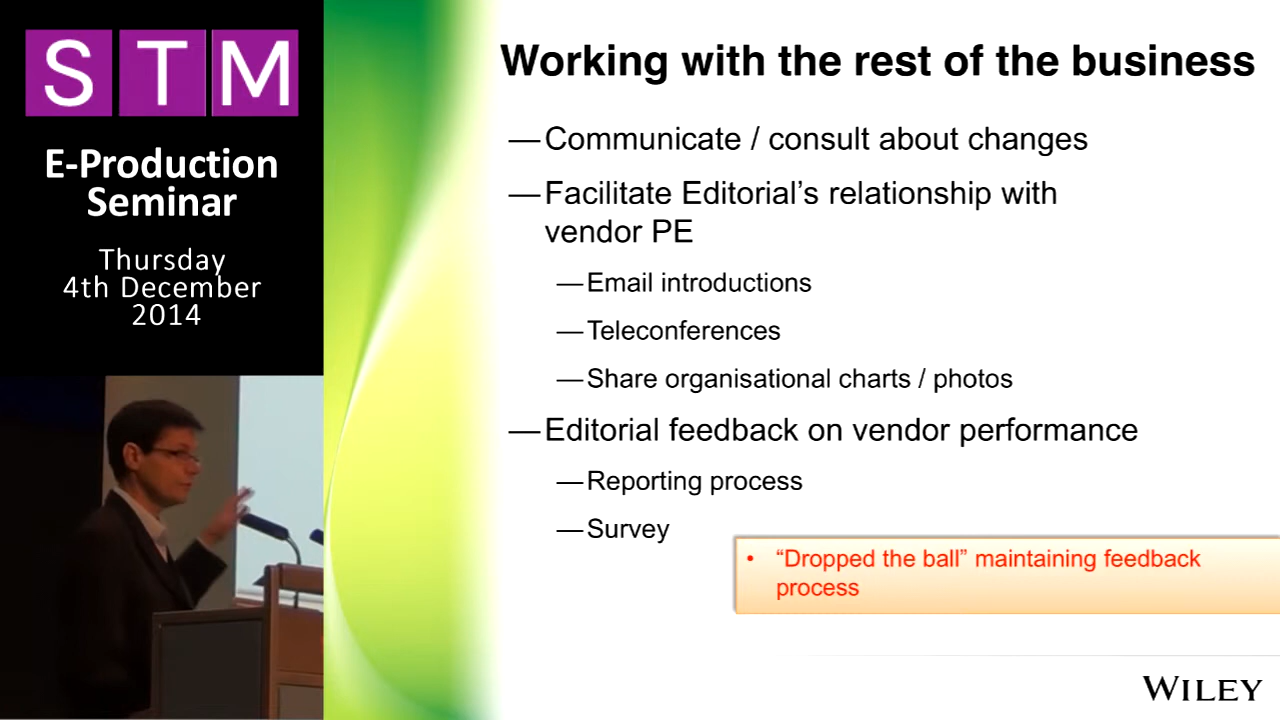 STM
E-Production
Seminar
Thursday
4th December
2014
Working with the rest of the business
—Communicate / consult about changes
—Facilitate Editorial’s relationship with
vendor PE
—Email introductions
—Teleconferences
—Share organisational charts / photos
—Editorial feedback on vendor performance
—Reporting process
—Survey
• “Dropped the ball” maintaining feedback
process
WILEY